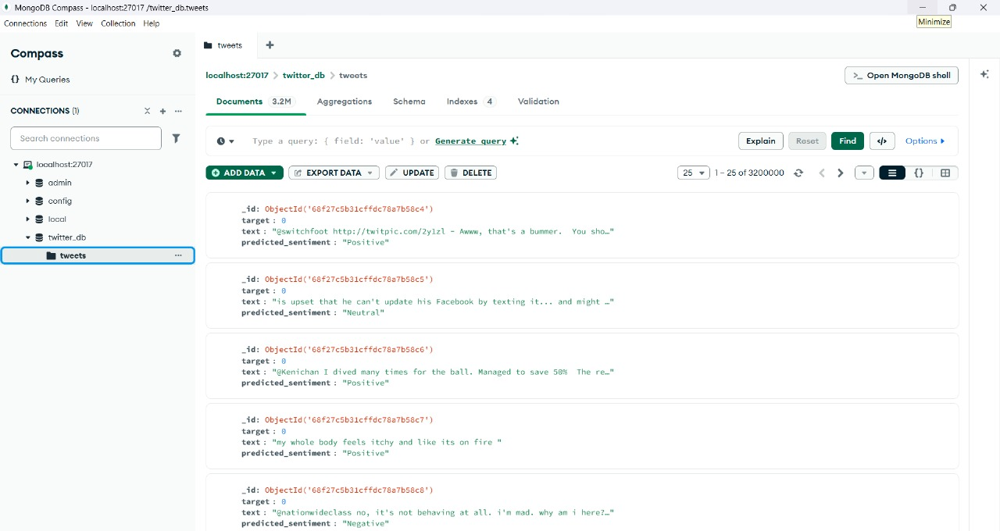 MongoDB Compass - localhost:27017 /twitter_db.tweets
Connections Edit View Collection Help
Minimize
Compass
{} My Queries
CONNECTIONS (1)
Search connections
localhost:27017
admin
config
local
twitter_db
tweets
tweets
localhost:27017 > twitter_db > tweets
>_ Open MongoDB shell
Documents 3.2M Aggregations Schema Indexes 4 Validation
Type a query: { field: 'value' } or Generate query
Explain Reset Find </> Options
ADD DATA EXPORT DATA UPDATE DELETE
25 1 – 25 of 3200000 {}
_id: ObjectId('68f27c5b31cffdc78a7b58c4')
target : 0
text : "@switchfoot http://twitpic.com/2y1zl - Awww, that's a bummer.  You sho…"
predicted_sentiment : "Positive"
_id: ObjectId('68f27c5b31cffdc78a7b58c5')
target : 0
text : "is upset that he can't update his Facebook by texting it... and might …"
predicted_sentiment : "Neutral"
_id: ObjectId('68f27c5b31cffdc78a7b58c6')
target : 0
text : "@Kenichan I dived many times for the ball. Managed to save 50%  The re…"
predicted_sentiment : "Positive"
_id: ObjectId('68f27c5b31cffdc78a7b58c7')
target : 0
text : "my whole body feels itchy and like its on fire "
predicted_sentiment : "Positive"
_id: ObjectId('68f27c5b31cffdc78a7b58c8')
target : 0
text : "@nationwideclass no, it's not behaving at all. i'm mad. why am i here?…"
predicted_sentiment : "Negative"